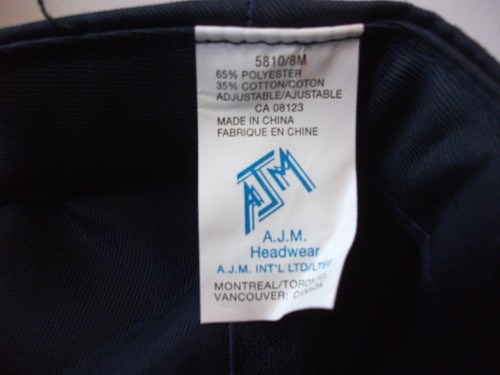 5810/8M
65% POLYESTER
35% COTTON/COTON
ADJUSTABLE/AJUSTABLE
CA 08123
MADE IN CHINA
FABRIQUE EN CHINE
AJM
A.J.M.
Headwear
A.J.M. INT'L LTD/LTEE
MONTREAL/TORONTO
VANCOUVER: CANADA